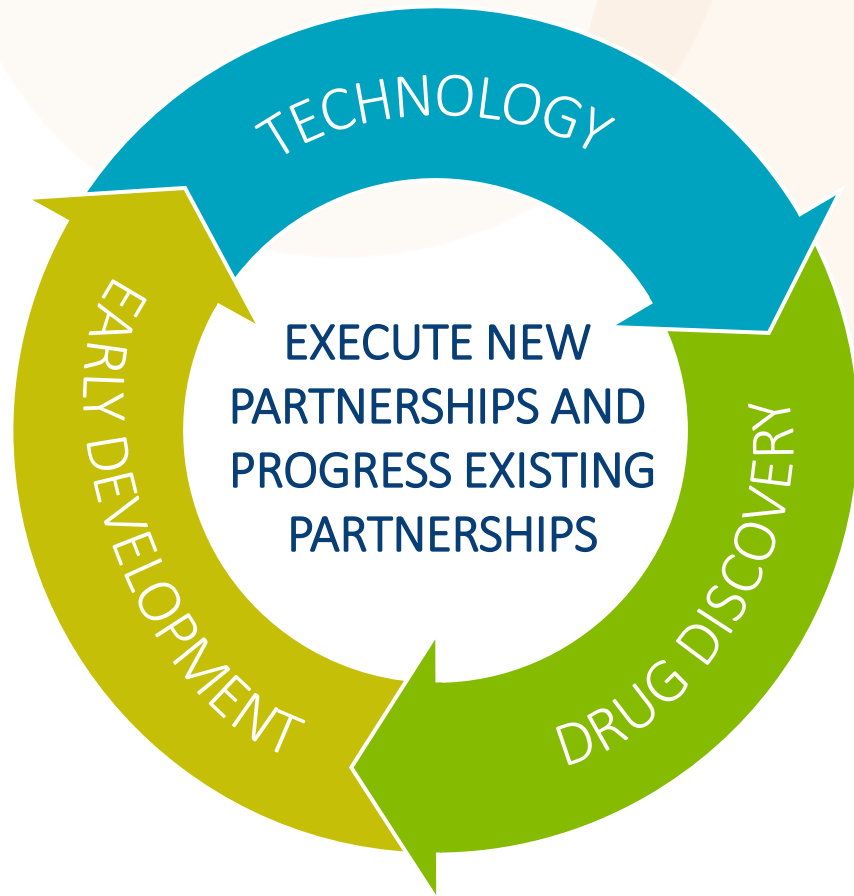 TECHNOLOGY
EXECUTE NEW
PARTNERSHIPS AND
PROGRESS EXISTING
PARTNERSHIPS
DRUG DISCOVERY
EARLY DEVELOPMENT